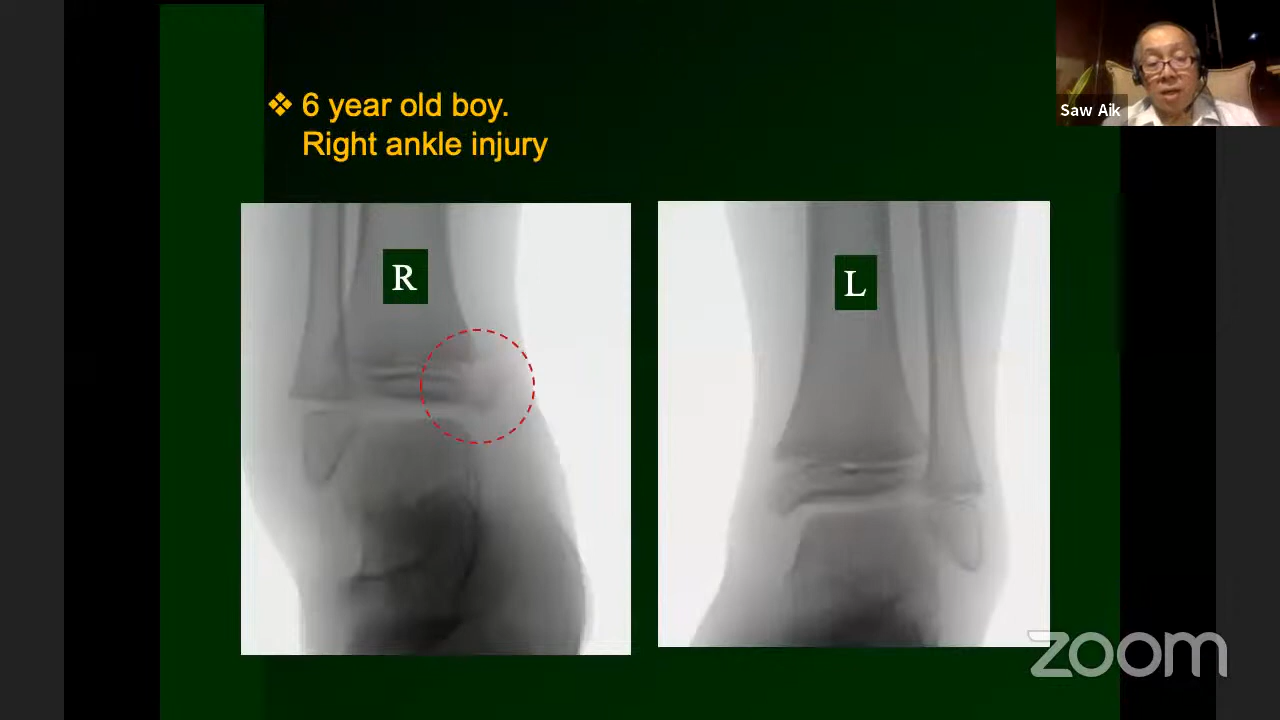 ❖ 6 year old boy.
Right ankle injury
Saw Aik
R
L
zoom